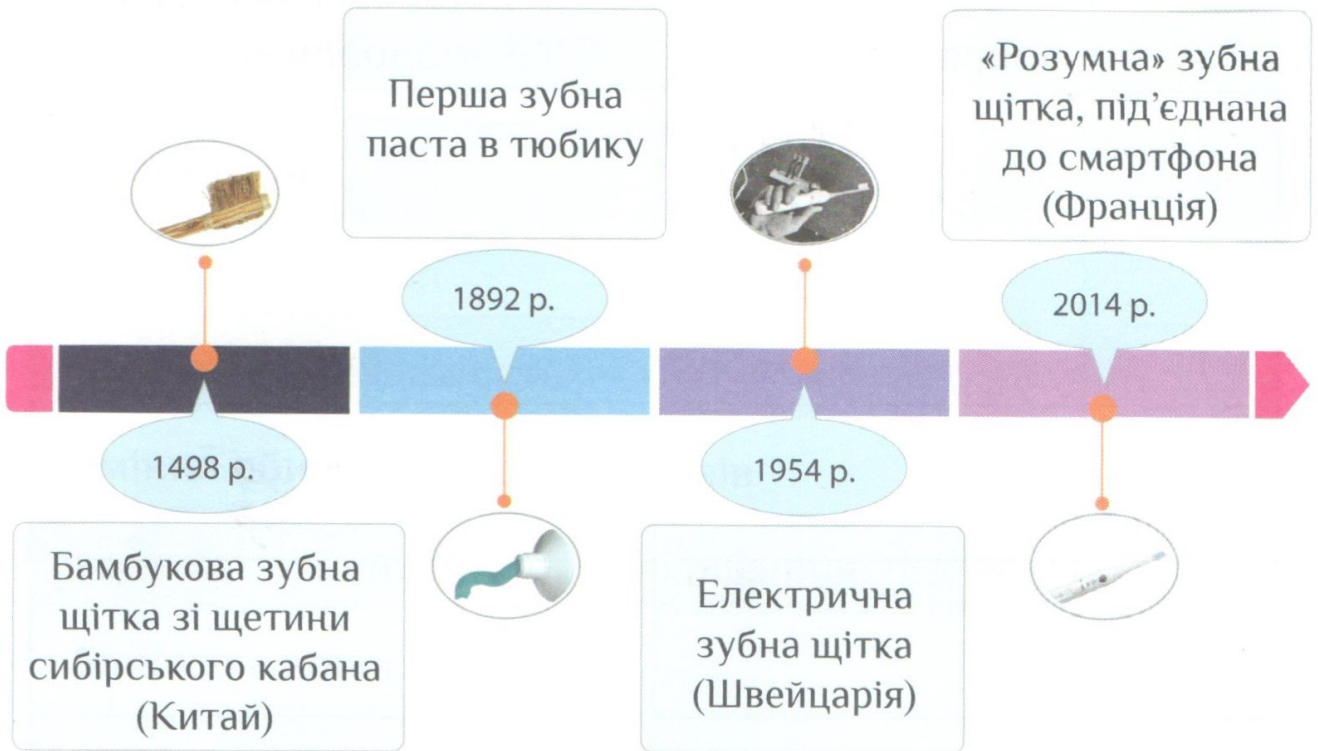 1498 р.
Бамбукова зубна
щітка зі щетини
сибірського кабана
(Китай)
Перша зубна
паста в тюбику
1892 р.
1954 р.
Електрична
зубна щітка
(Швейцарія)
«Розумна» зубна
щітка, під’єднана
до смартфона
(Франція)
2014 р.